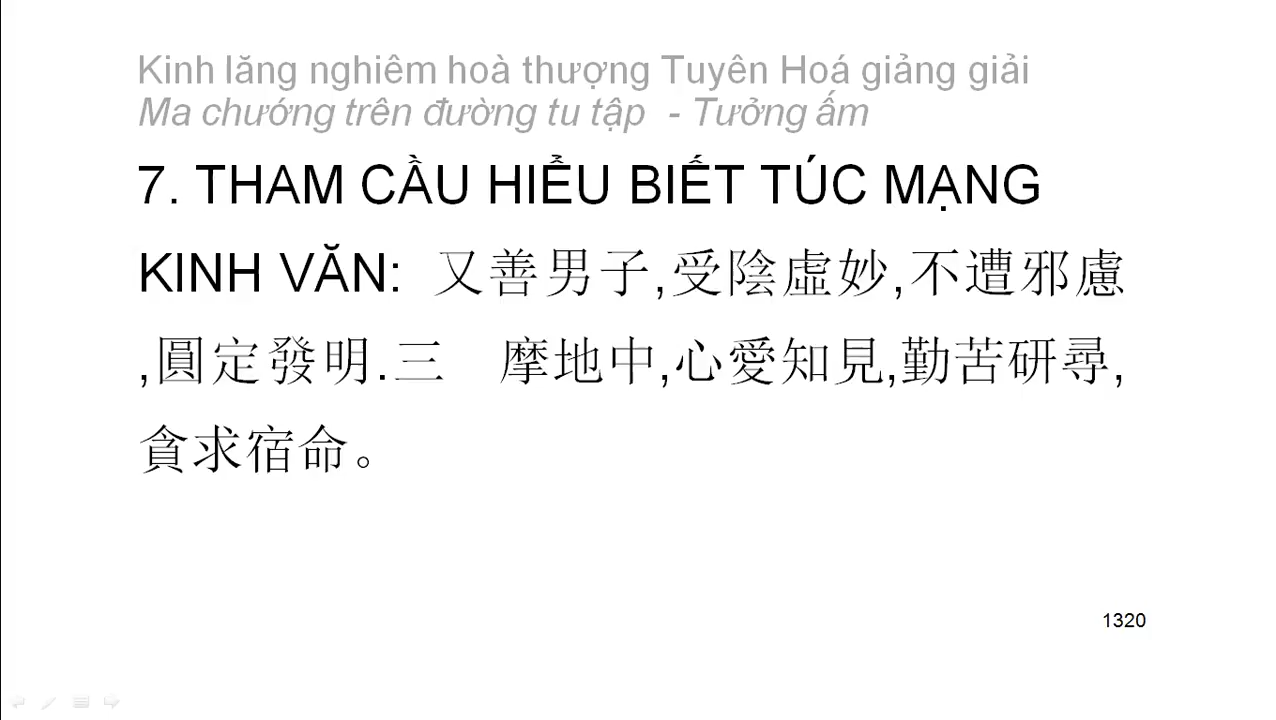 Kinh lăng nghiêm hoà thượng Tuyên Hoá giảng giải
Ma chướng trên đường tu tập - Tưởng ấm
7. THAM CẦU HIỂU BIẾT TÚC MẠNG
KINH VĂN: 又善男子,受陰虛妙,不遭邪慮
,圓定發明.三 摩地中,心愛知見,勤苦研尋,
貪求宿命。
1320